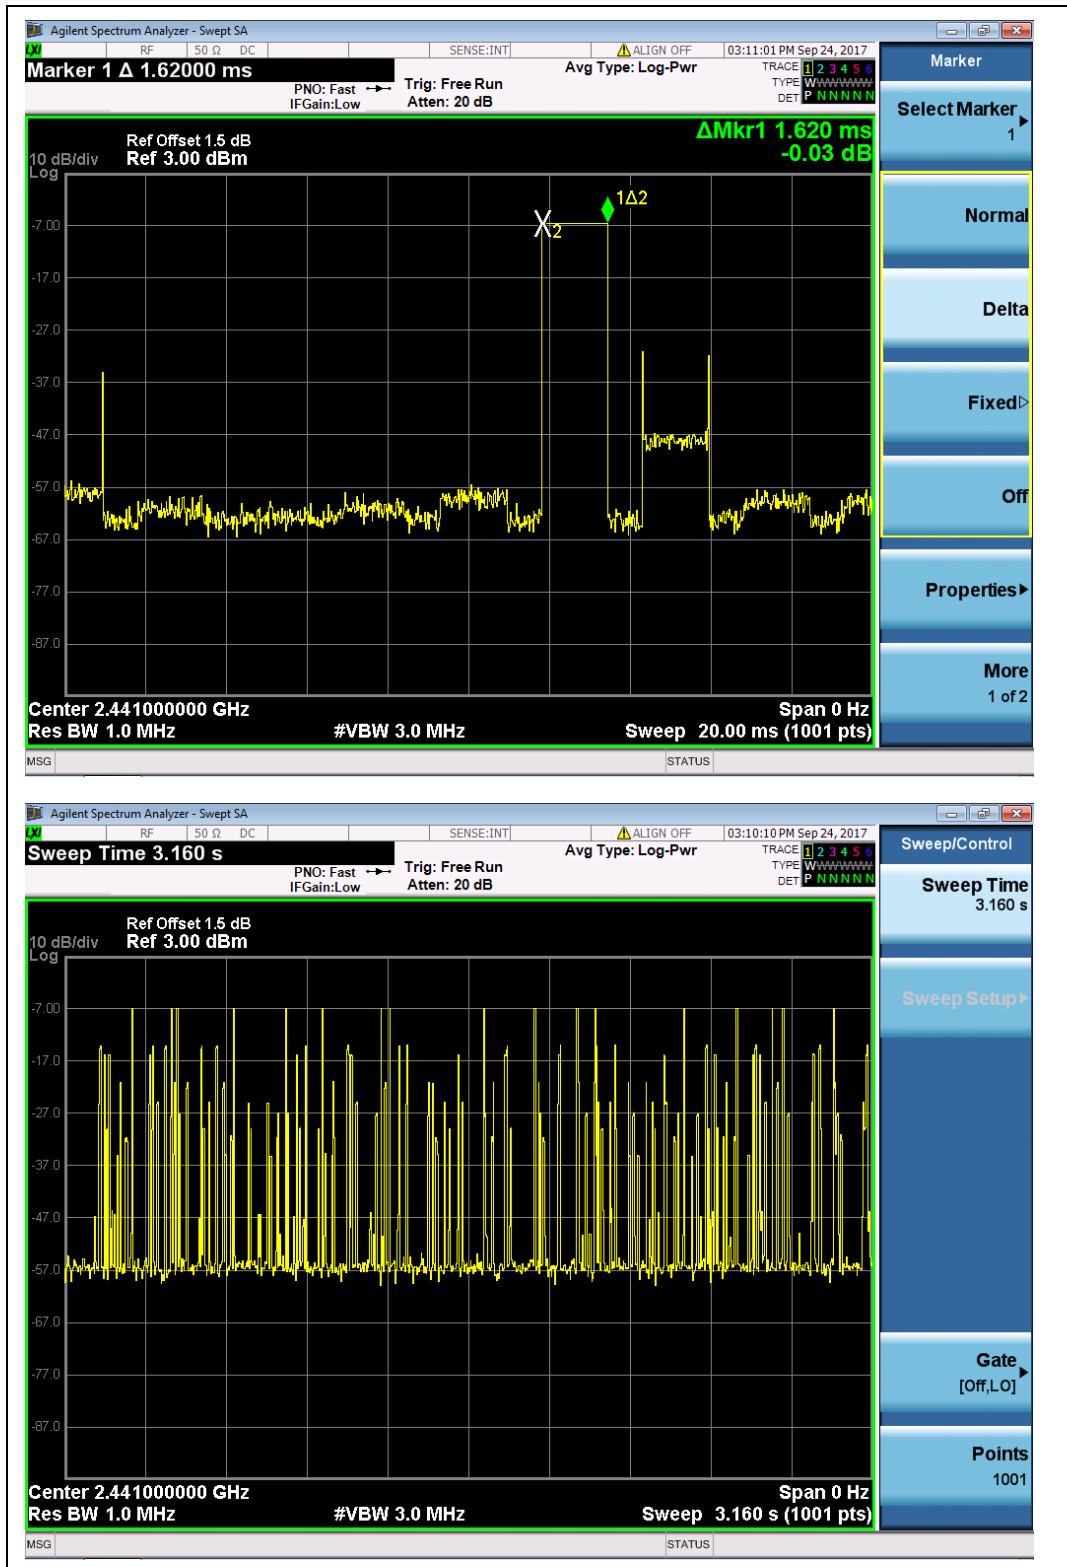 Agilent Spectrum Analyzer - Swept SA
LXI RF 50 Ω DC SENSE:INT ALIGN OFF 03:11:01 PM Sep 24, 2017
Marker 1 Δ 1.62000 ms
PNO: Fast
IFGain:Low
Trig: Free Run
Atten: 20 dB
Avg Type: Log-Pwr
TRACE 1 2 3 4 5 6
TYPE WWWWWW
DET P N N N N N
Marker
Select Marker
1
Normal
Delta
Fixed
Off
Properties
More
1 of 2
ΔMkr1 1.620 ms
-0.03 dB
Ref Offset 1.5 dB
10 dB/div Ref 3.00 dBm
Log
1Δ2
X2
-7.00
-17.0
-27.0
-37.0
-47.0
-57.0
-67.0
-77.0
-87.0
Center 2.441000000 GHz Span 0 Hz
Res BW 1.0 MHz #VBW 3.0 MHz Sweep 20.00 ms (1001 pts)
MSG STATUS
Agilent Spectrum Analyzer - Swept SA
LXI RF 50 Ω DC SENSE:INT ALIGN OFF 03:10:10 PM Sep 24, 2017
Sweep Time 3.160 s
PNO: Fast
IFGain:Low
Trig: Free Run
Atten: 20 dB
Avg Type: Log-Pwr
TRACE 1 2 3 4 5 6
TYPE WWWWWW
DET P N N N N N
Sweep/Control
Sweep Time
3.160 s
Sweep Setup
Gate
[Off,LO]
Points
1001
Ref Offset 1.5 dB
10 dB/div Ref 3.00 dBm
Log
-7.00
-17.0
-27.0
-37.0
-47.0
-57.0
-67.0
-77.0
-87.0
Center 2.441000000 GHz Span 0 Hz
Res BW 1.0 MHz #VBW 3.0 MHz Sweep 3.160 s (1001 pts)
MSG STATUS